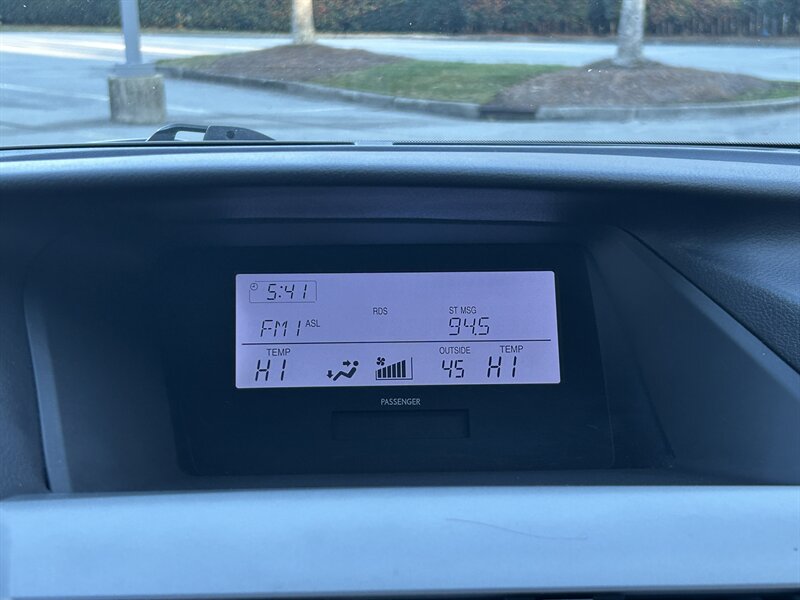 5:41
RDS ST MSG
FM1 ASL 94.5
TEMP OUTSIDE TEMP
HI 45 HI
PASSENGER